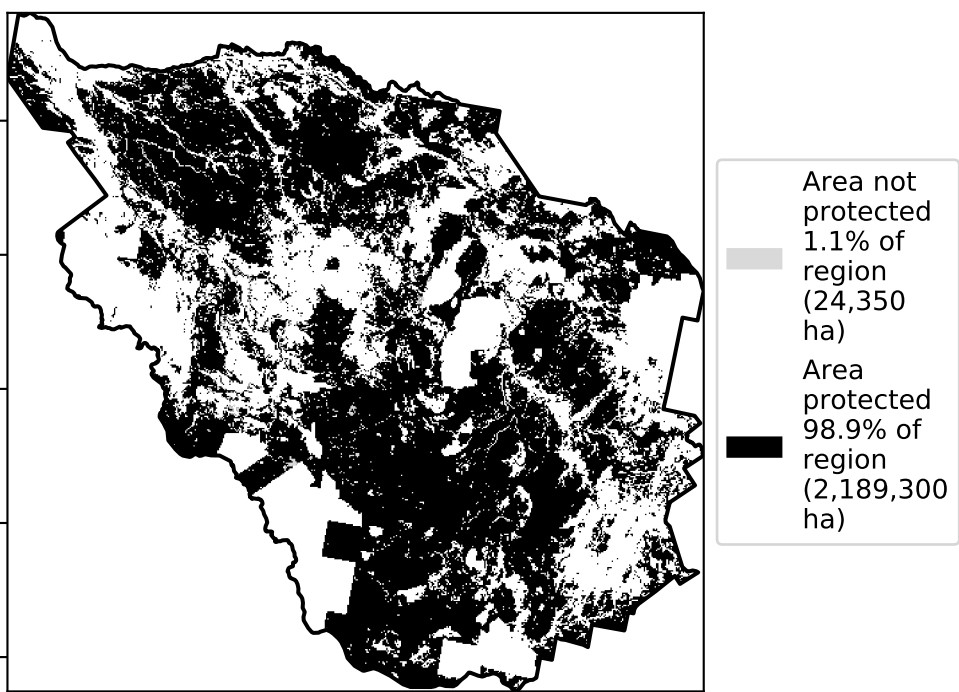 Area not
protected
1.1% of
region
(24,350
ha)
Area
protected
98.9% of
region
(2,189,300
ha)